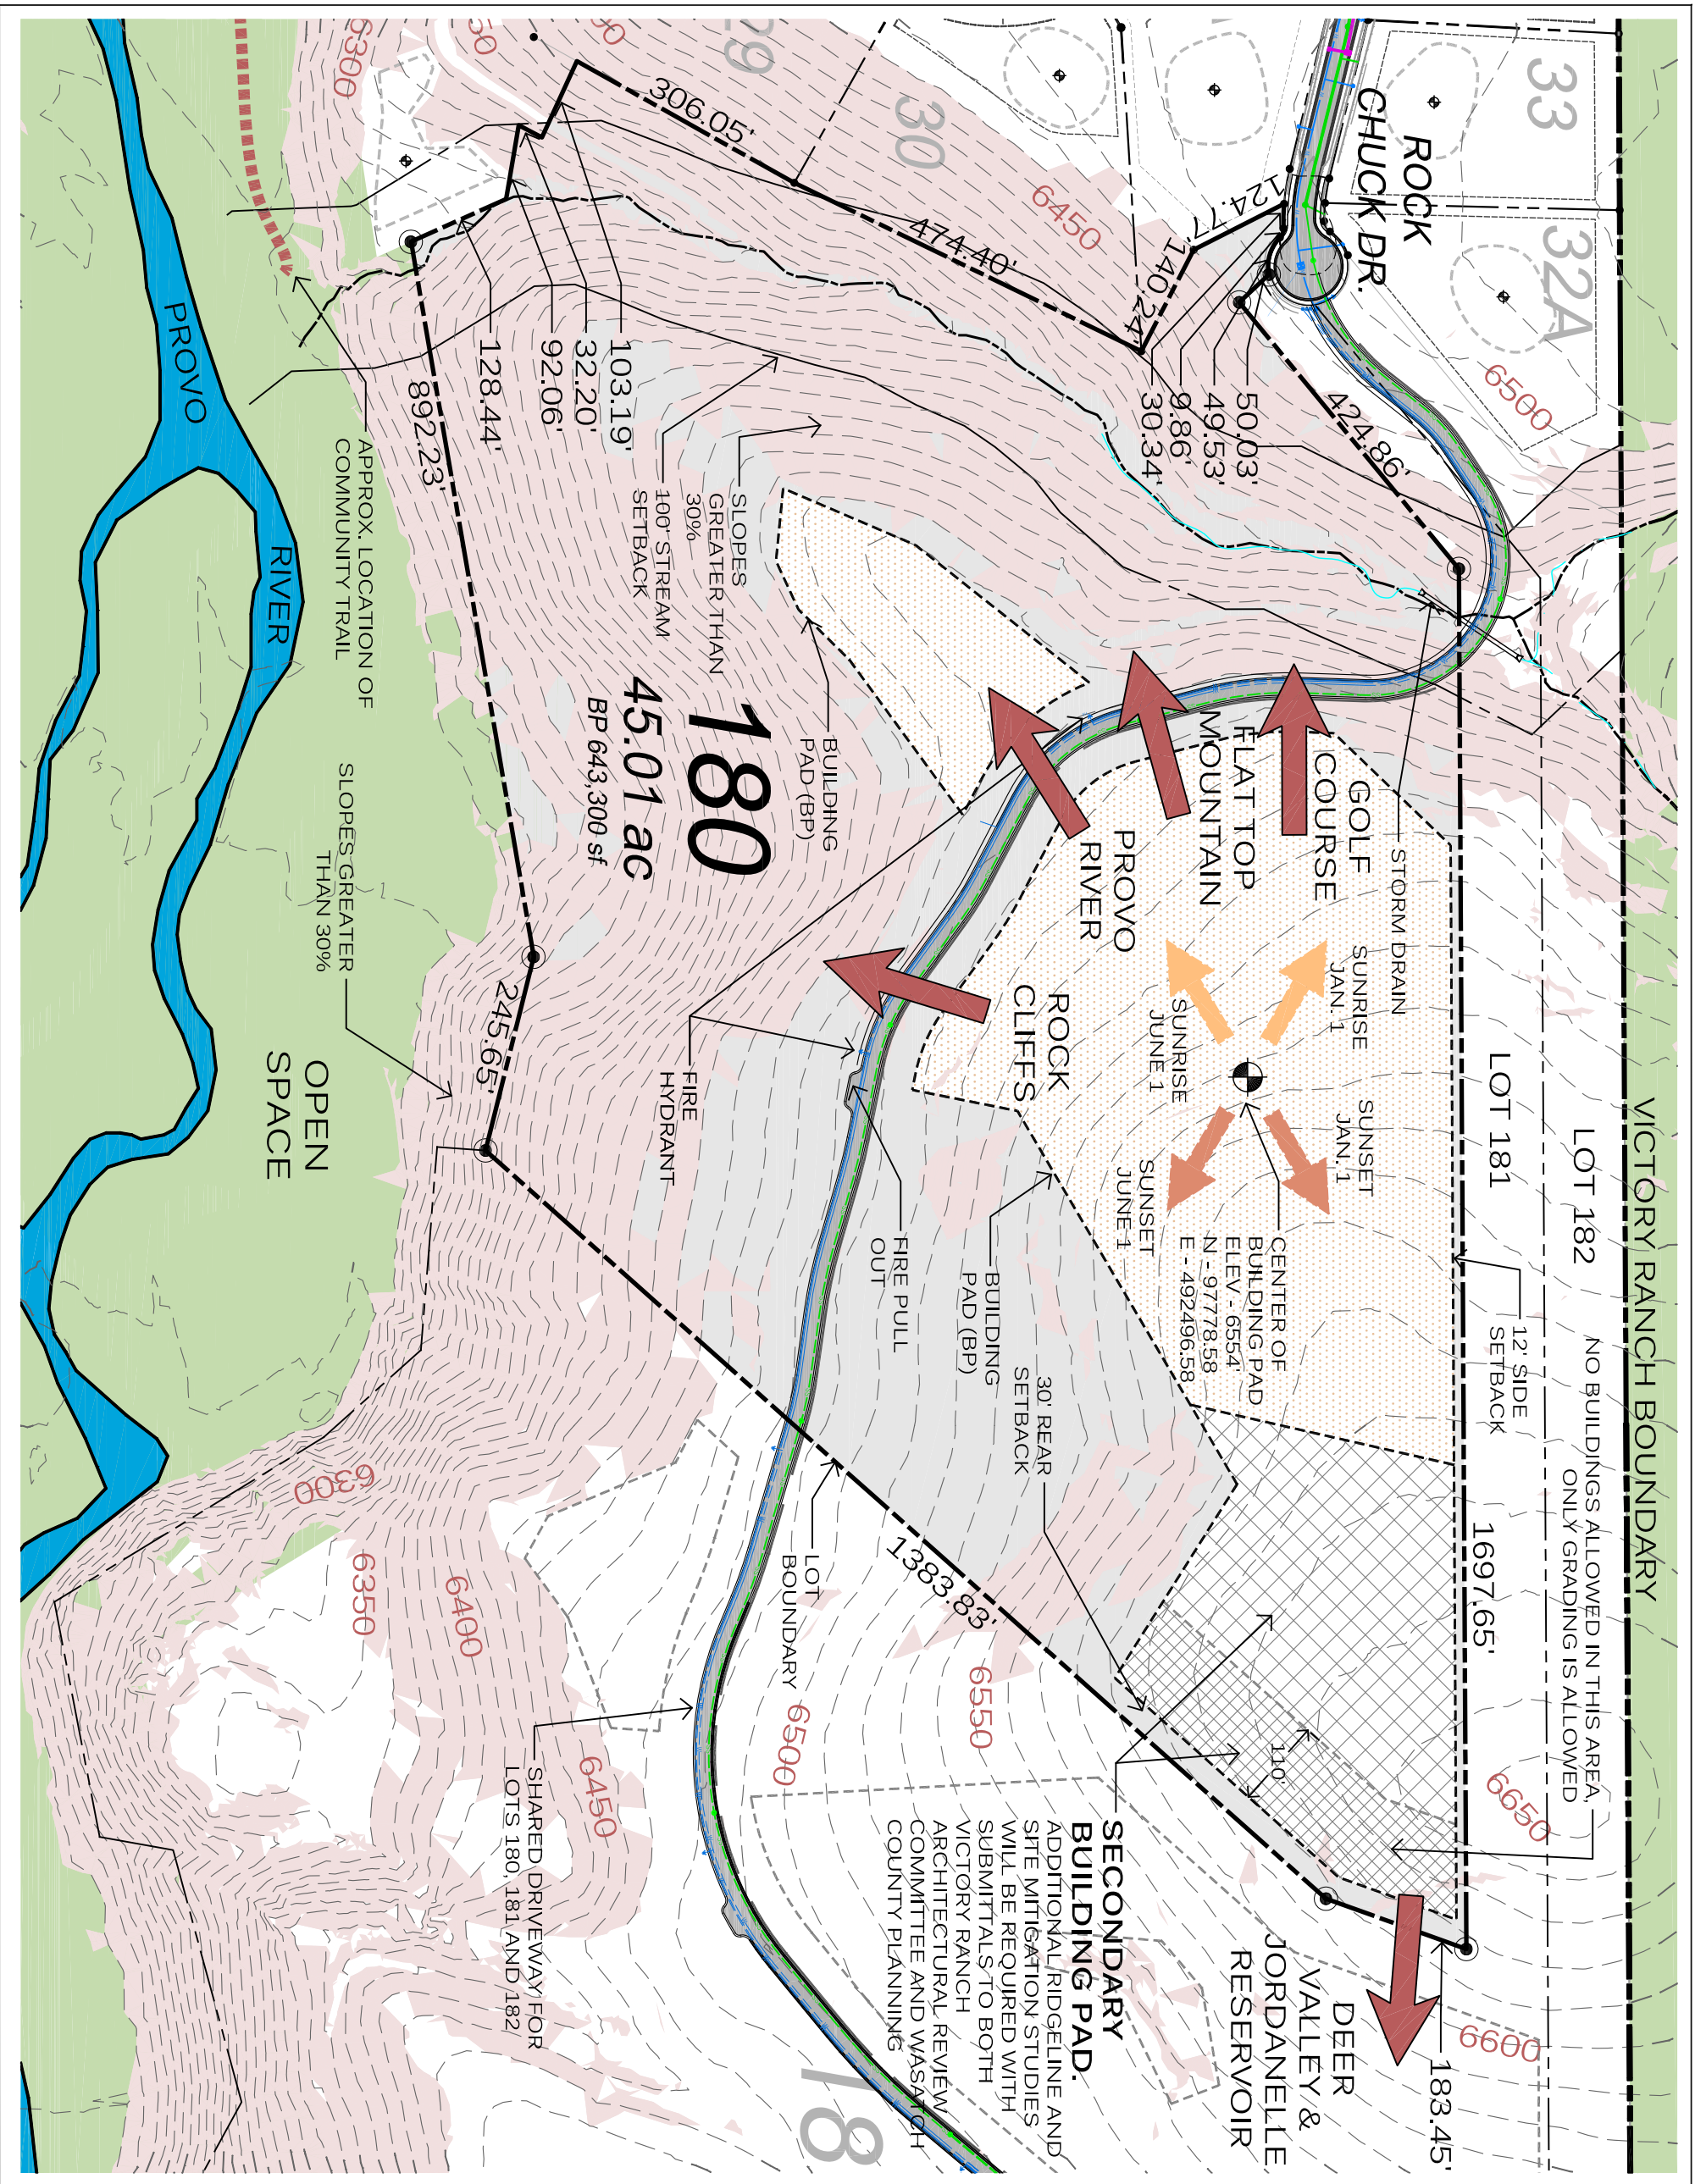 VICTORY RANCH BOUNDARY
33
32A
ROCK
CHUCK DR.
30
29
6300
6450
6500
306.05'
474.40'
124.77'
140.24'
424.86'
50.03'
49.53'
9.86'
30.34'
103.19'
32.20'
92.06'
128.44'
892.23'
PROVO
RIVER
APPROX. LOCATION OF
COMMUNITY TRAIL
100' STREAM
SETBACK
SLOPES
GREATER THAN
30%
BUILDING
PAD (BP)
180
45.01 ac
BP 643,300 sf
SLOPES GREATER
THAN 30%
245.65'
OPEN
SPACE
FIRE
HYDRANT
FIRE PULL
OUT
GOLF
COURSE
FLAT TOP
MOUNTAIN
PROVO
RIVER
ROCK
CLIFFS
STORM DRAIN
SUNRISE
JAN. 1
SUNRISE
JUNE 1
SUNSET
JAN. 1
SUNSET
JUNE 1
CENTER OF
BUILDING PAD
ELEV - 6554'
N - 97778.58
E - 492496.58
LOT 181
LOT 182
12' SIDE
SETBACK
NO BUILDINGS ALLOWED IN THIS AREA,
ONLY GRADING IS ALLOWED
BUILDING
PAD (BP)
30' REAR
SETBACK
1697.65'
1383.83'
LOT
BOUNDARY
110'
6300
6350
6400
6450
6500
6550
6650
6600
SHARED DRIVEWAY FOR
LOTS 180, 181 AND 182
SECONDARY
BUILDING PAD.
ADDITIONAL RIDGELINE AND
SITE MITIGATION STUDIES
WILL BE REQUIRED WITH
SUBMITTALS TO BOTH
VICTORY RANCH
ARCHITECTURAL REVIEW
COMMITTEE AND WASATCH
COUNTY PLANNING
DEER
VALLEY &
JORDANELLE
RESERVOIR
183.45'